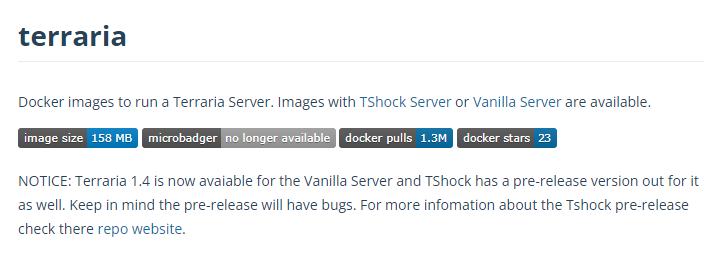 terraria
Docker images to run a Terraria Server. Images with TShock Server or Vanilla Server are available.
image size 158 MB microbadger no longer available docker pulls 1.3M docker stars 23
NOTICE: Terraria 1.4 is now avaiable for the Vanilla Server and TShock has a pre-release version out for it
as well. Keep in mind the pre-release will have bugs. For more infomation about the Tshock pre-release
check there repo website.